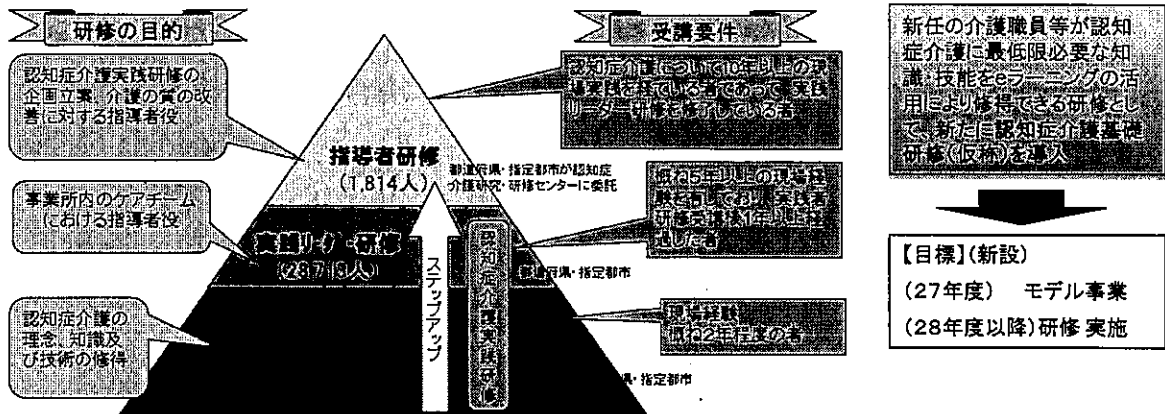 研修の目的
認知症介護実践研修の
企画立案、介護の質の改
善に対する指導者役
事業所内のケアチーム
における指導者役
認知症介護の
理念、知識及
び技術の修得
指導者研修
(1,814人)
都道府県・指定都市が認知症
介護研究・研修センターに委託
実践リーダー研修
都道府県・指定都市
県・指定都市
ステップアップ
認知症介護実践研修
受講要件
認知症介護について10年以上の現
場実践を経ている者であって、実践
リーダー研修を修了している者
概ね5年以上の現場経
験を有しており、実践者
研修受講後1年以上経
過した者
現場経験
概ね2年程度の者
新任の介護職員等が認知
症介護に最低限必要な知
識、技能をeラーニングの活
用により修得できる研修とし
て、新たに認知症介護基礎
研修(仮称)を導入
【目標】(新設)
(27年度) モデル事業
(28年度以降)研修実施